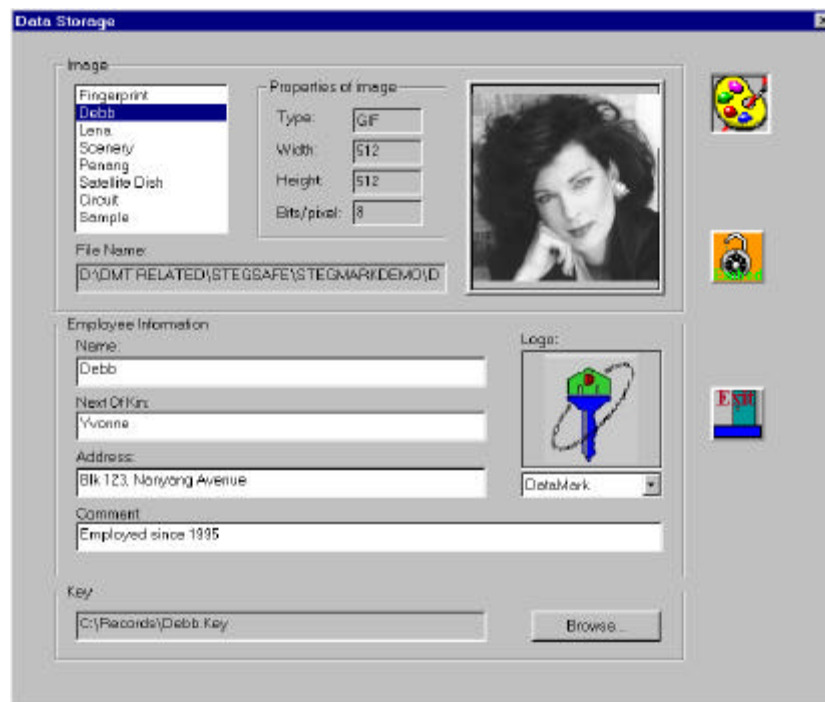 Data Storage
Image
Fingerprint
Debb
Lena
Scenery
Penang
Satellite Dish
Circuit
Sample
Properties of image
Type: GIF
Width: 512
Height: 512
Bits/pixel: 8
File Name:
D:\DMT RELATED\STEGSAFE\STEGMARKDEMO\D
Employee Information
Name:
Debb
Next Of Kin:
Yvonne
Address:
Blk 123, Nanyang Avenue
Comment
Employed since 1995
Logo:
DataMark
Key
C:\Records\Debb.Key
Browse...
Embed
Exit